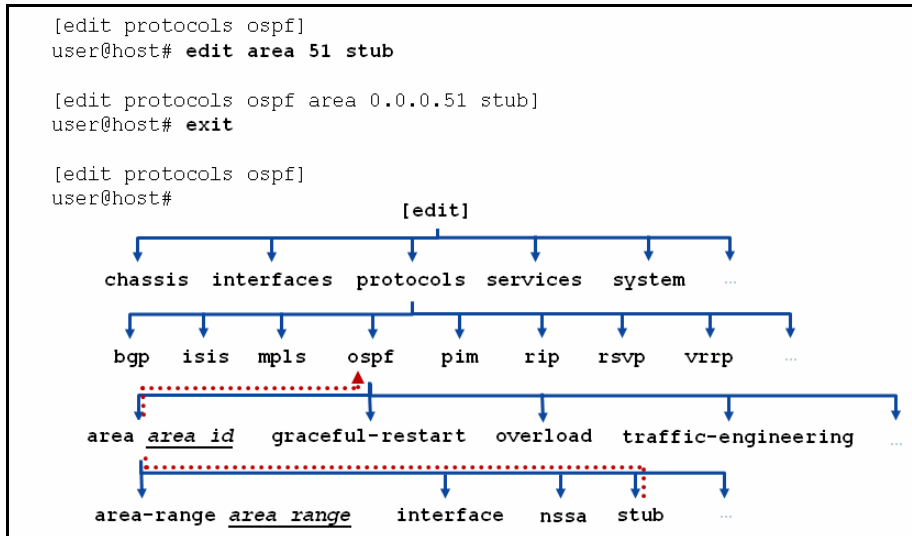 [edit protocols ospf]
user@host# edit area 51 stub
[edit protocols ospf area 0.0.0.51 stub]
user@host# exit
[edit protocols ospf]
user@host#
[edit]
chassis interfaces protocols services system ...
bgp isis mpls ospf pim rip rsvp vrrp ...
area area id graceful-restart overload traffic-engineering ...
area-range area range interface nssa stub ...